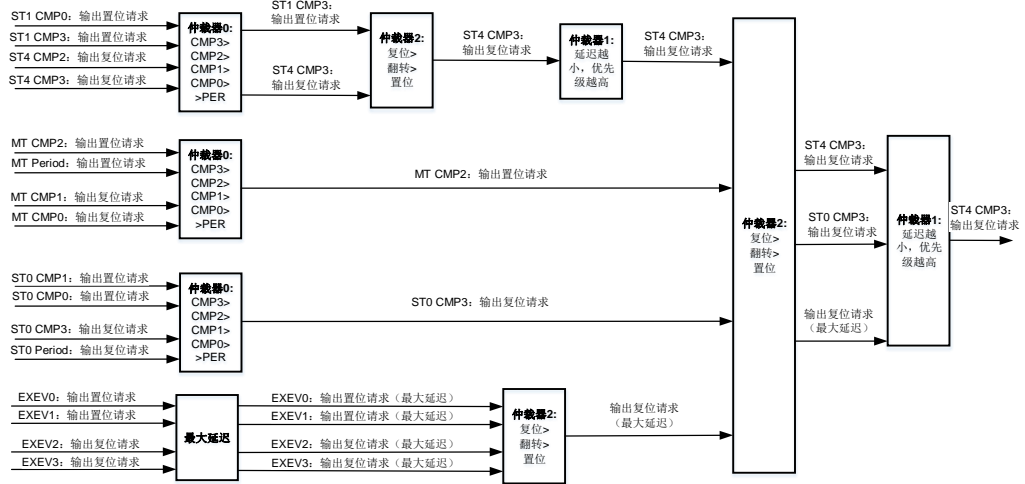 ST1 CMP0：输出置位请求
ST1 CMP3：输出置位请求
ST4 CMP2：输出复位请求
ST4 CMP3：输出复位请求
仲裁器0:
CMP3>
CMP2>
CMP1>
CMP0>
>PER
ST1 CMP3：
输出置位请求
ST4 CMP3：
输出复位请求
仲裁器2:
复位>
翻转>
置位
ST4 CMP3：
输出复位请求
仲裁器1:
延迟越
小，优先
级越高
ST4 CMP3：
输出复位请求
MT CMP2：输出置位请求
MT Period：输出置位请求
MT CMP1：输出复位请求
MT CMP0：输出复位请求
仲裁器0:
CMP3>
CMP2>
CMP1>
CMP0>
>PER
MT CMP2：输出置位请求
ST0 CMP1：输出置位请求
ST0 CMP0：输出置位请求
ST0 CMP3：输出复位请求
ST0 Period：输出复位请求
仲裁器0:
CMP3>
CMP2>
CMP1>
CMP0>
>PER
ST0 CMP3：输出复位请求
EXEV0：输出置位请求
EXEV1：输出置位请求
EXEV2：输出复位请求
EXEV3：输出复位请求
最大延迟
EXEV0：输出置位请求（最大延迟）
EXEV1：输出置位请求（最大延迟）
EXEV2：输出复位请求（最大延迟）
EXEV3：输出复位请求（最大延迟）
仲裁器2:
复位>
翻转>
置位
输出复位请求
（最大延迟）
仲裁器2:
复位>
翻转>
置位
ST4 CMP3：
输出复位请求
ST0 CMP3：
输出复位请求
输出复位请求
（最大延迟）
仲裁器1:
延迟越
小，优先
级越高
ST4 CMP3：
输出复位请求